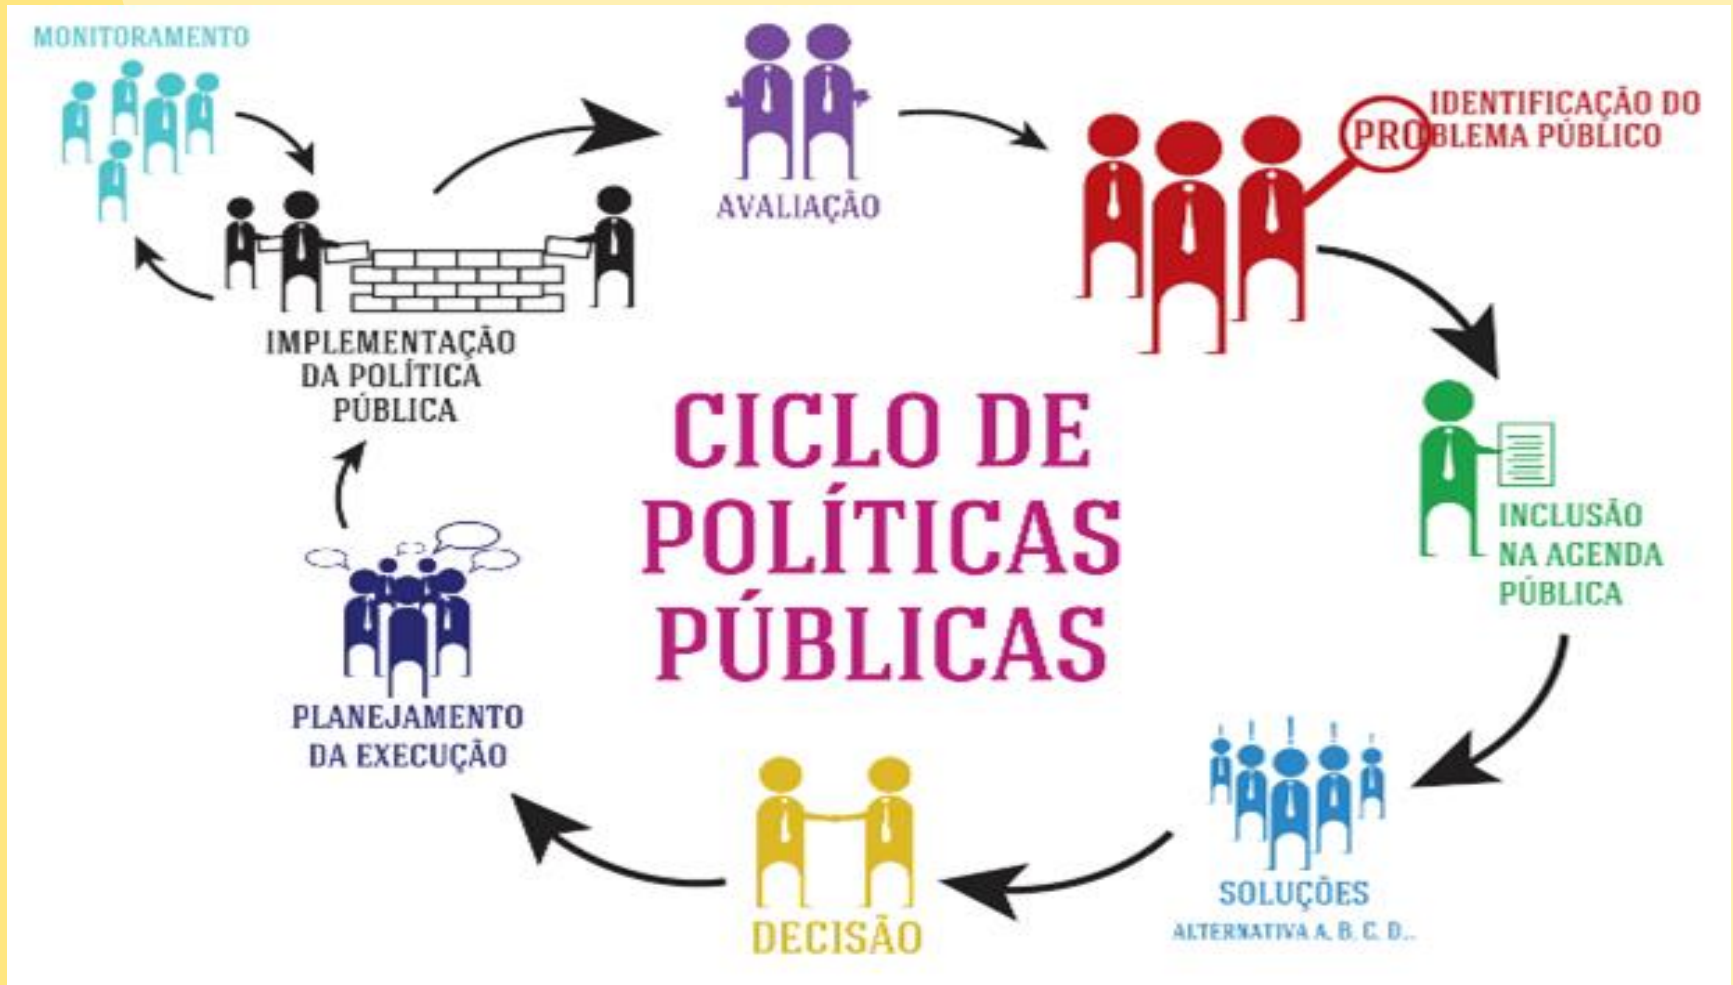 MONITORAMENTO
AVALIAÇÃO
IDENTIFICAÇÃO DO
PROBLEMA PÚBLICO
IMPLEMENTAÇÃO
DA POLÍTICA
PÚBLICA
CICLO DE
POLÍTICAS
PÚBLICAS
INCLUSÃO
NA AGENDA
PÚBLICA
PLANEJAMENTO
DA EXECUÇÃO
! ! ! ! !
SOLUÇÕES
ALTERNATIVA A, B, C, D...
DECISÃO